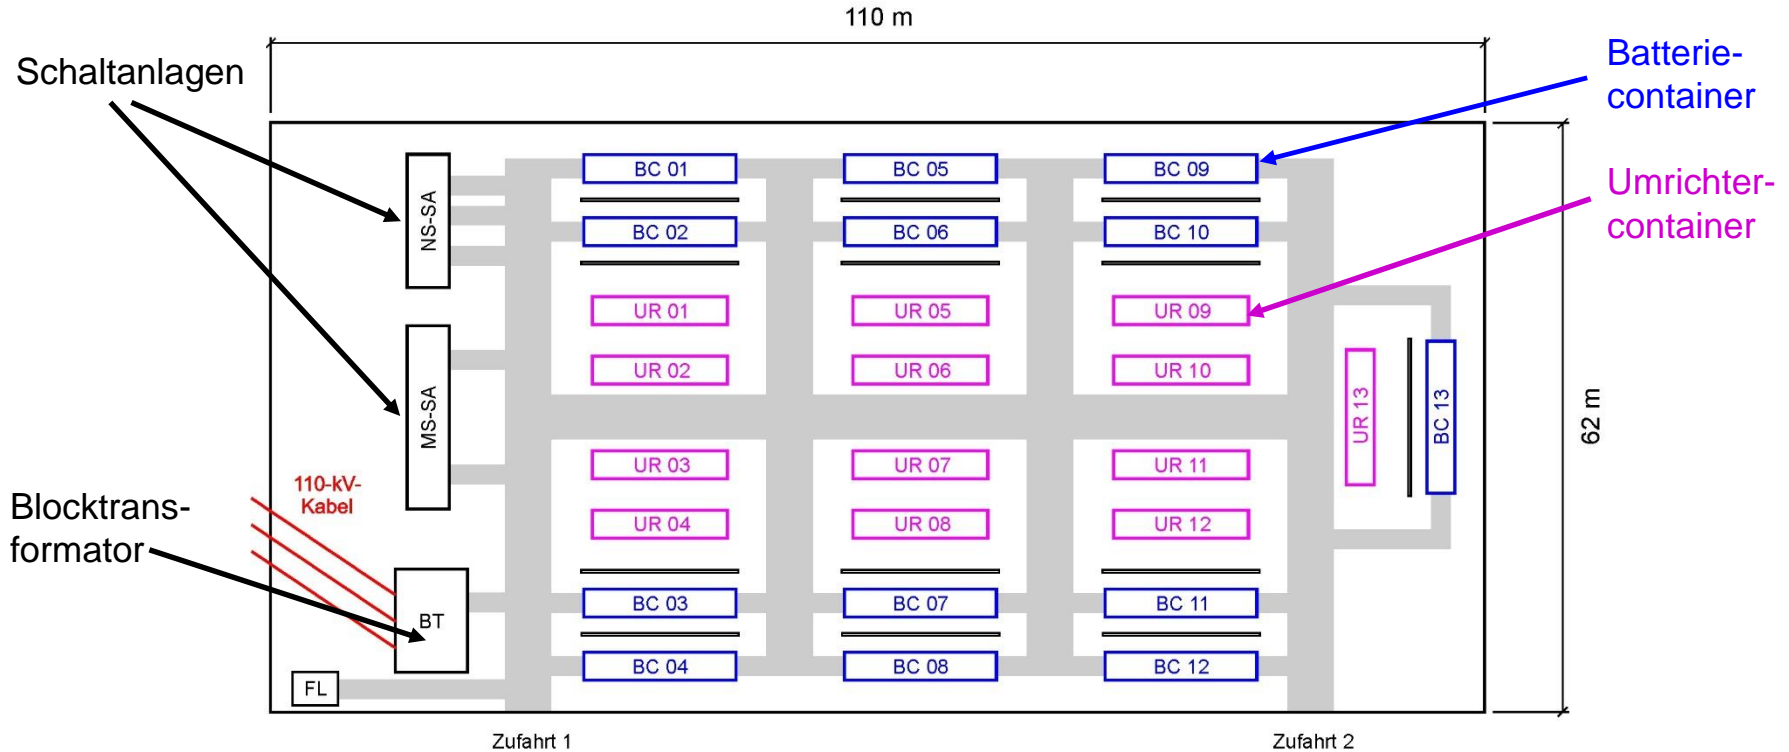 110 m
Schaltanlagen
Batterie-
container
Umrichter-
container
NS-SA
BC 01
BC 05
BC 09
BC 02
BC 06
BC 10
UR 01
UR 05
UR 09
UR 02
UR 06
UR 10
MS-SA
UR 13
BC 13
62 m
UR 03
UR 07
UR 11
110-kV-
Kabel
Blocktrans-
formator
UR 04
UR 08
UR 12
BT
BC 03
BC 07
BC 11
BC 04
BC 08
BC 12
FL
Zufahrt 1
Zufahrt 2